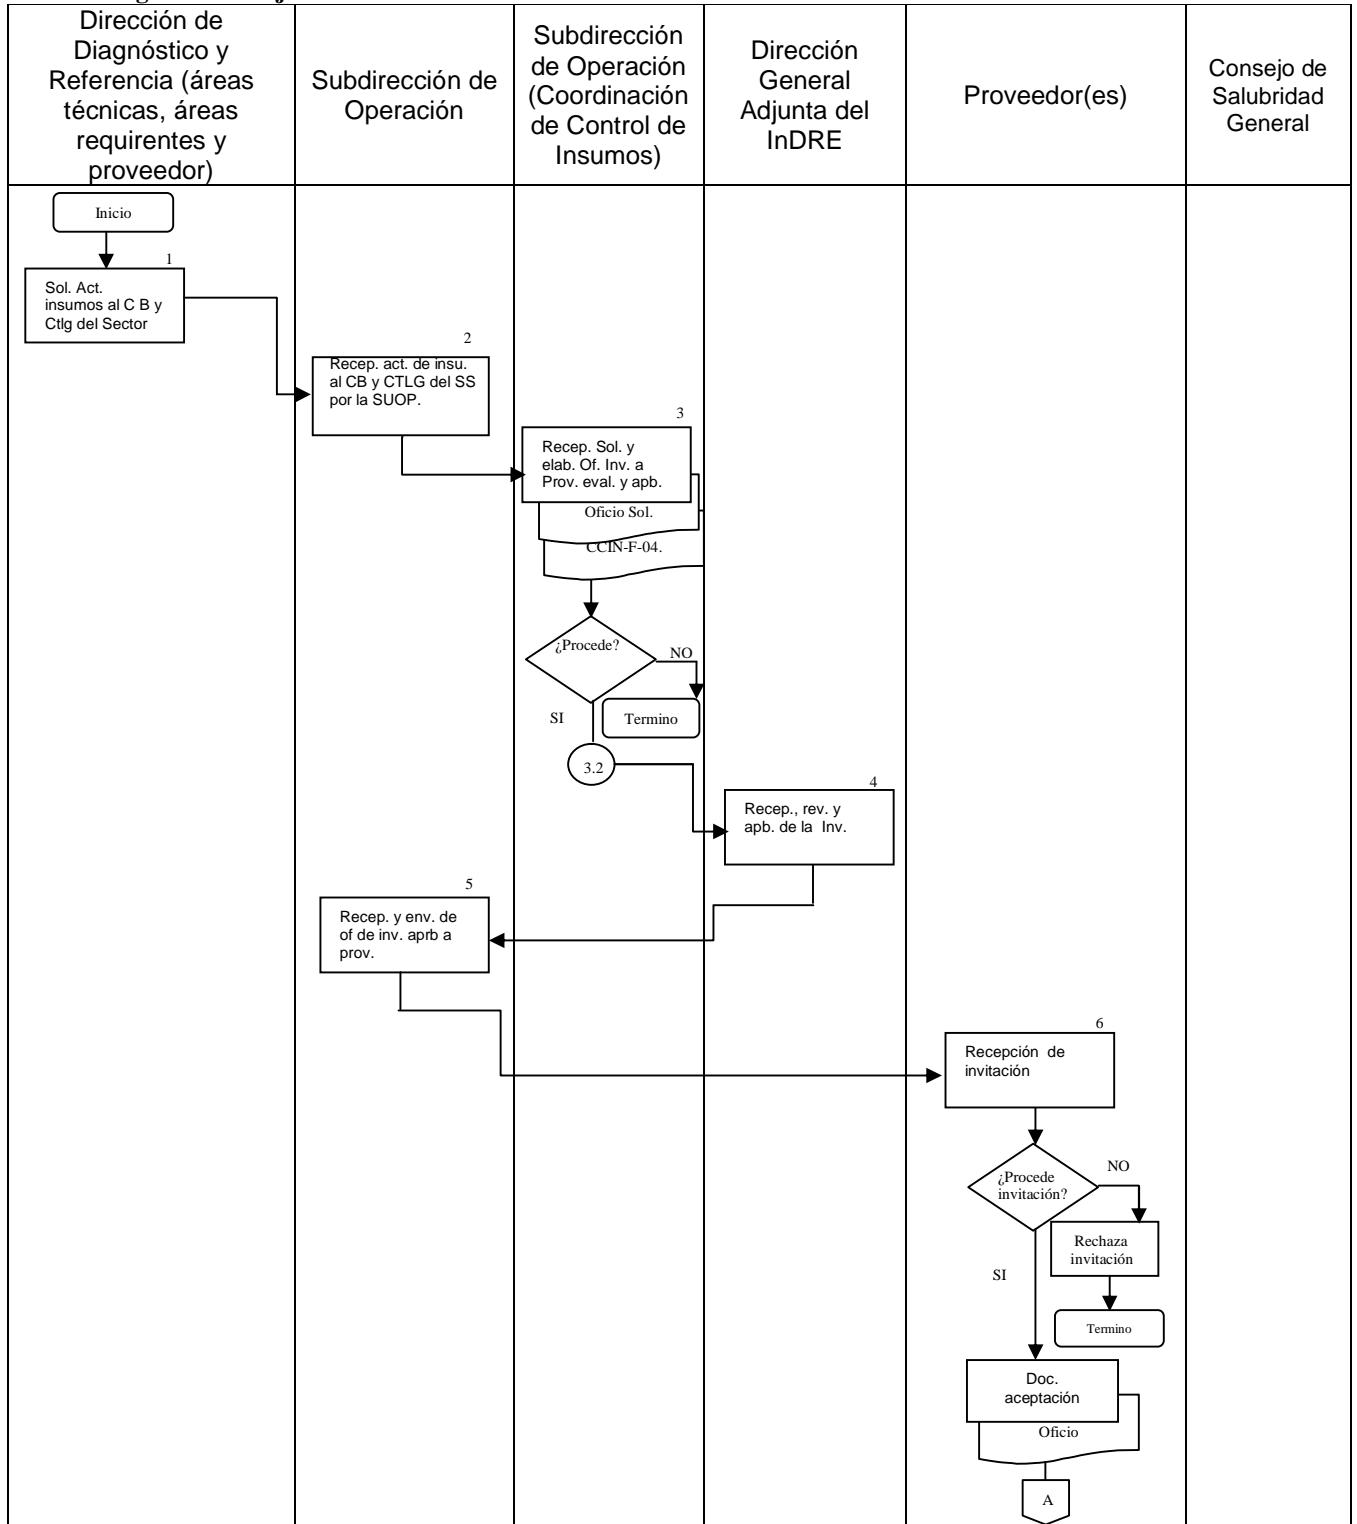 Dirección de
Diagnóstico y
Referencia (áreas
técnicas, áreas
requirentes y
proveedor)
Subdirección de
Operación
Subdirección
de Operación
(Coordinación
de Control de
Insumos)
Dirección
General
Adjunta del
InDRE
Proveedor(es)
Consejo de
Salubridad
General
Inicio
1
Sol. Act.
insumos al C B y
Ctlg del Sector
2
Recep. act. de insu.
al CB y CTLG del SS
por la SUOP.
3
Recep. Sol. y
elab. Of. Inv. a
Prov. eval. y apb.
Oficio Sol.
CCIN-F-04.
¿Procede?
NO
SI
Termino
3.2
4
Recep., rev. y
apb. de la Inv.
5
Recep. y env. de
of de inv. aprb a
prov.
6
Recepción de
invitación
¿Procede
invitación?
NO
Rechaza
invitación
SI
Termino
Doc.
aceptación
Oficio
A